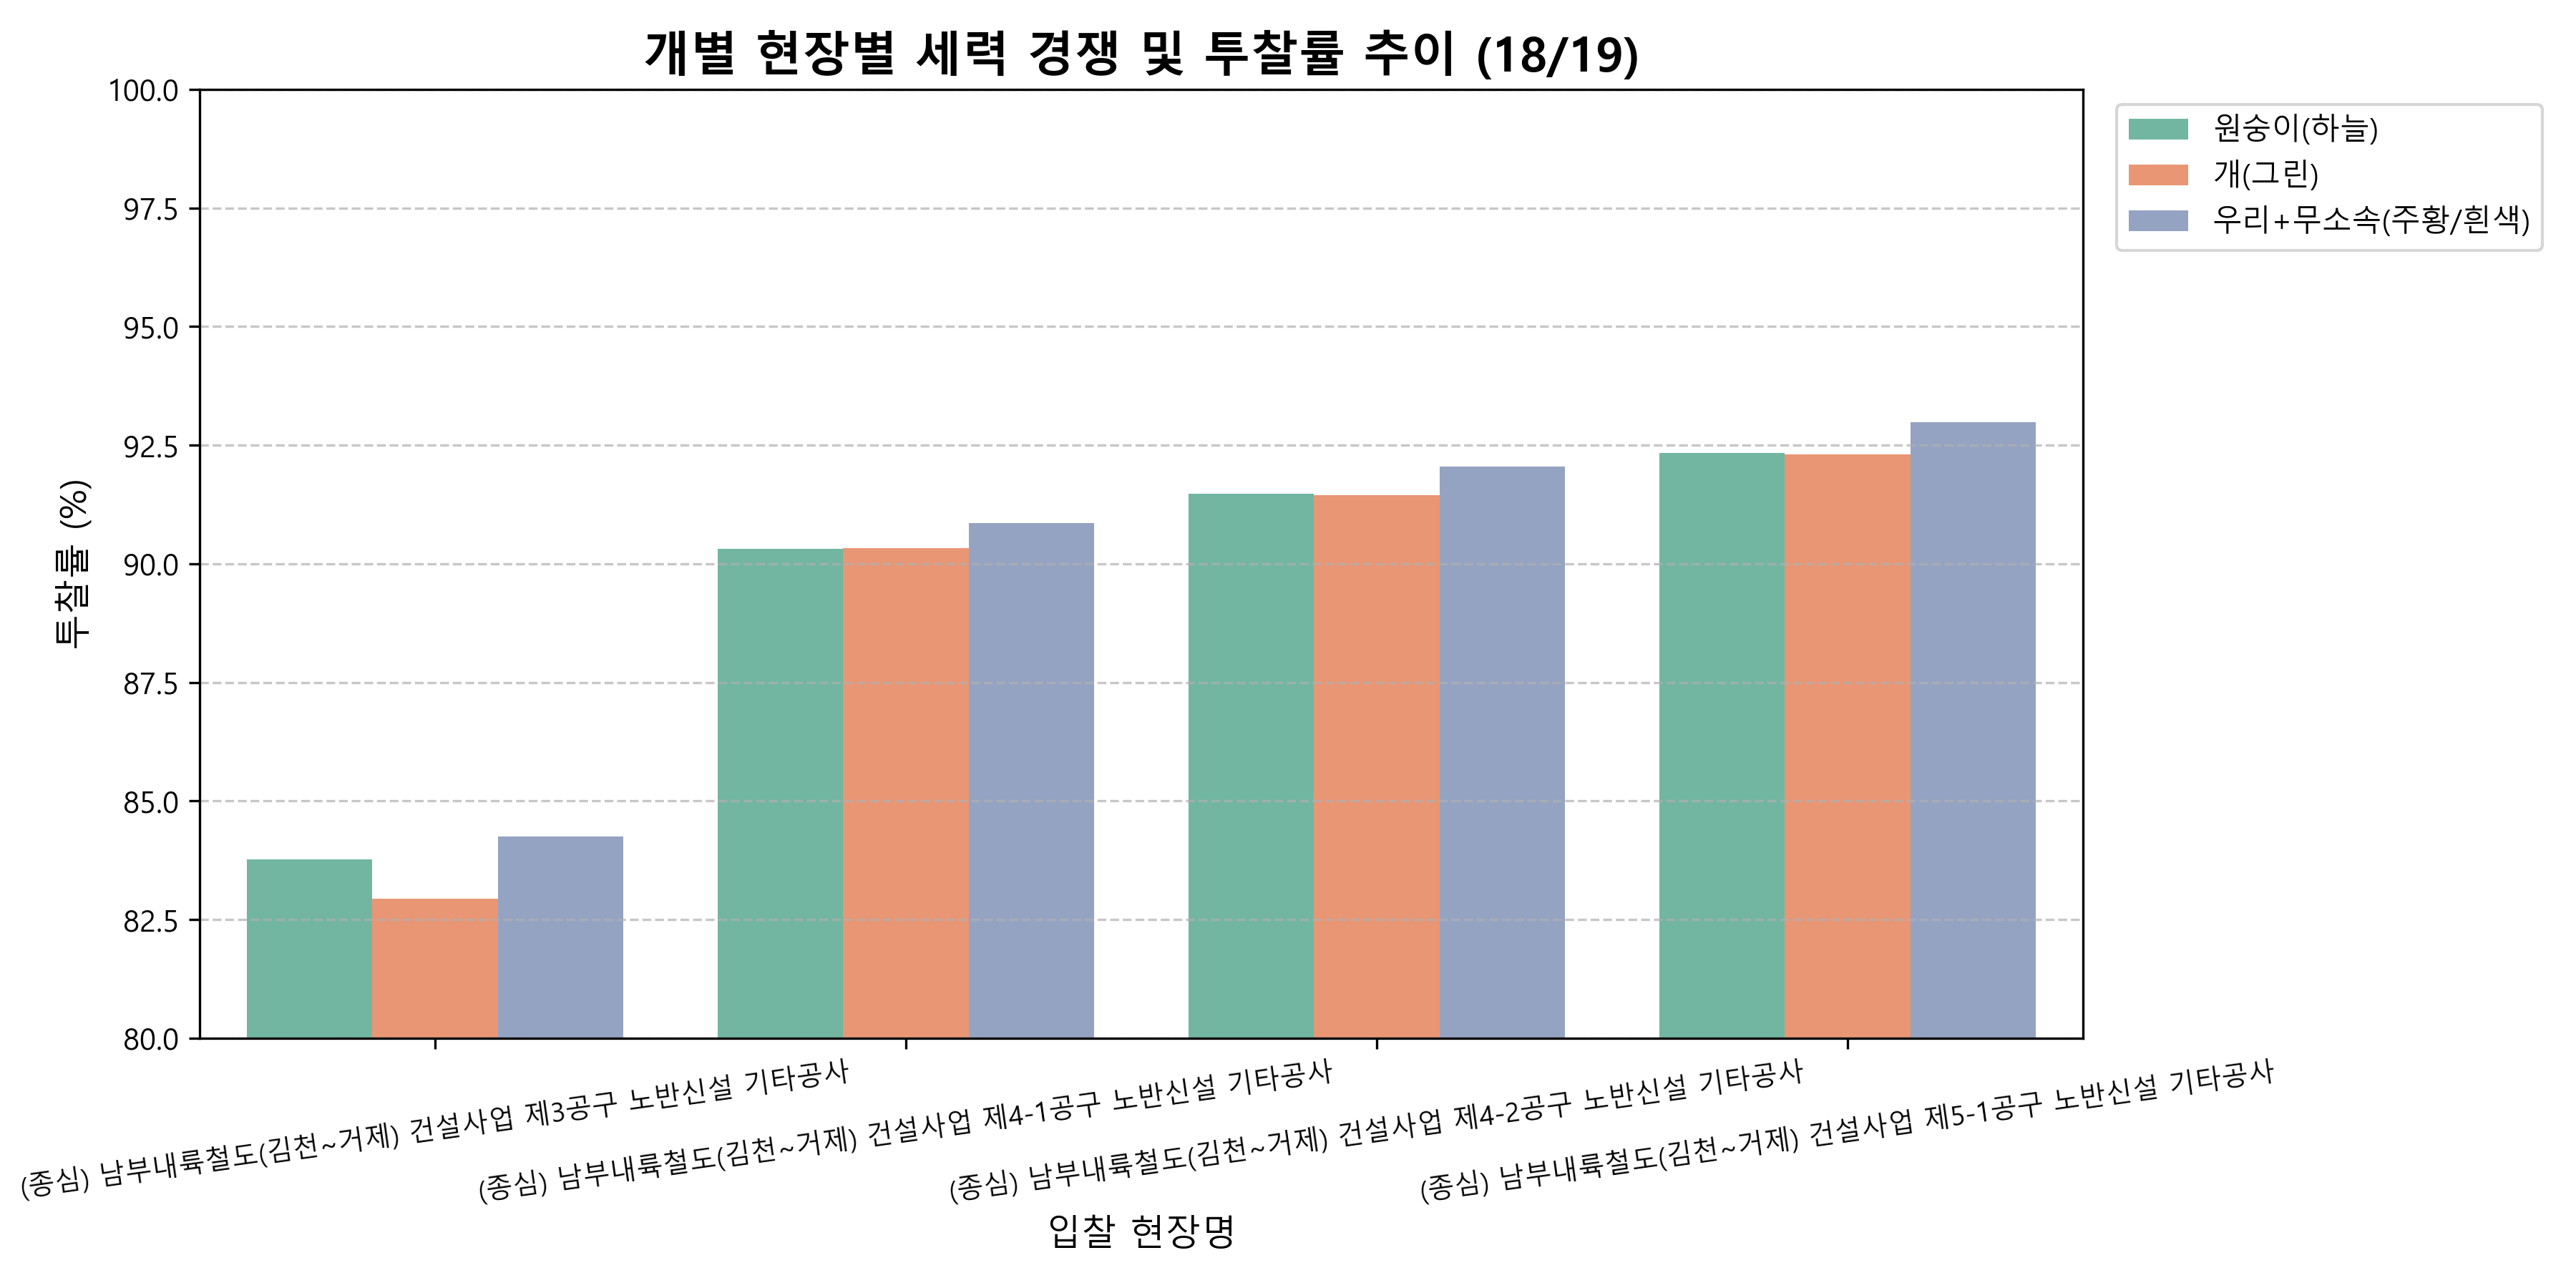 개별 현장별 세력 경쟁 및 투찰률 추이 (18/19)
100.0
97.5
95.0
92.5
90.0
87.5
85.0
82.5
80.0
투찰률 (%)
원숭이(하늘)
개(그린)
우리+무소속(주황/흰색)
(종심) 남부내륙철도(김천~거제) 건설사업 제3공구 노반신설 기타공사
(종심) 남부내륙철도(김천~거제) 건설사업 제4-1공구 노반신설 기타공사
(종심) 남부내륙철도(김천~거제) 건설사업 제4-2공구 노반신설 기타공사
(종심) 남부내륙철도(김천~거제) 건설사업 제5-1공구 노반신설 기타공사
입찰 현장명